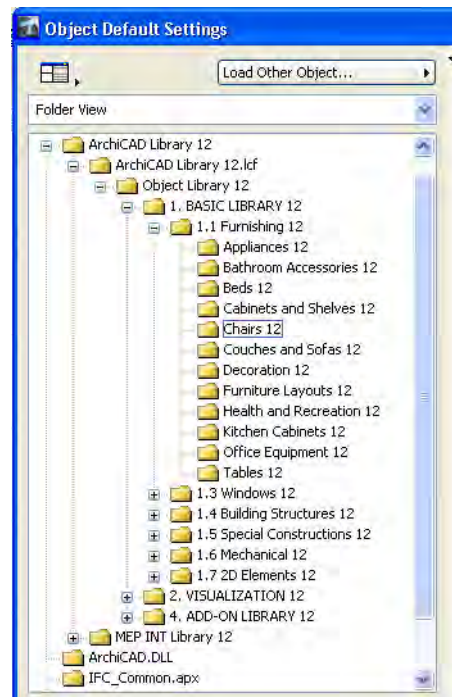 Object Default Settings
Load Other Object...
Folder View
ArchiCAD Library 12
ArchiCAD Library 12.lcf
Object Library 12
1. BASIC LIBRARY 12
1.1 Furnishing 12
Appliances 12
Bathroom Accessories 12
Beds 12
Cabinets and Shelves 12
Chairs 12
Couches and Sofas 12
Decoration 12
Furniture Layouts 12
Health and Recreation 12
Kitchen Cabinets 12
Office Equipment 12
Tables 12
1.3 Windows 12
1.4 Building Structures 12
1.5 Special Constructions 12
1.6 Mechanical 12
1.7 2D Elements 12
2. VISUALIZATION 12
4. ADD-ON LIBRARY 12
MEP INT Library 12
ArchiCAD.DLL
IFC_Common.apx